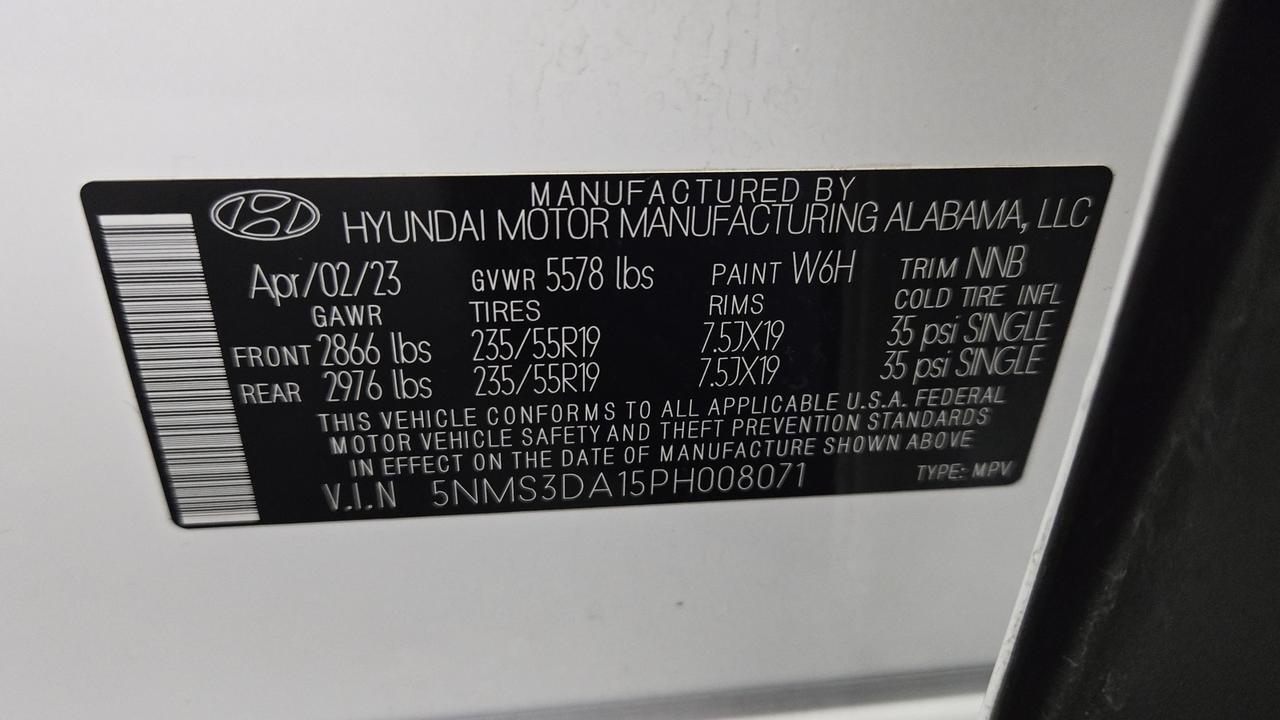 MANUFACTURED BY
HYUNDAI MOTOR MANUFACTURING ALABAMA, LLC
Apr/02/23 GVWR 5578 lbs PAINT W6H TRIM NNB
GAWR TIRES RIMS COLD TIRE INFL
FRONT 2866 lbs 235/55R19 7.5JX19 35 psi SINGLE
REAR 2976 lbs 235/55R19 7.5JX19 35 psi SINGLE
THIS VEHICLE CONFORMS TO ALL APPLICABLE U.S.A. FEDERAL
MOTOR VEHICLE SAFETY AND THEFT PREVENTION STANDARDS
IN EFFECT ON THE DATE OF MANUFACTURE SHOWN ABOVE
V.I.N 5NMS3DA15PH008071 TYPE: MPV